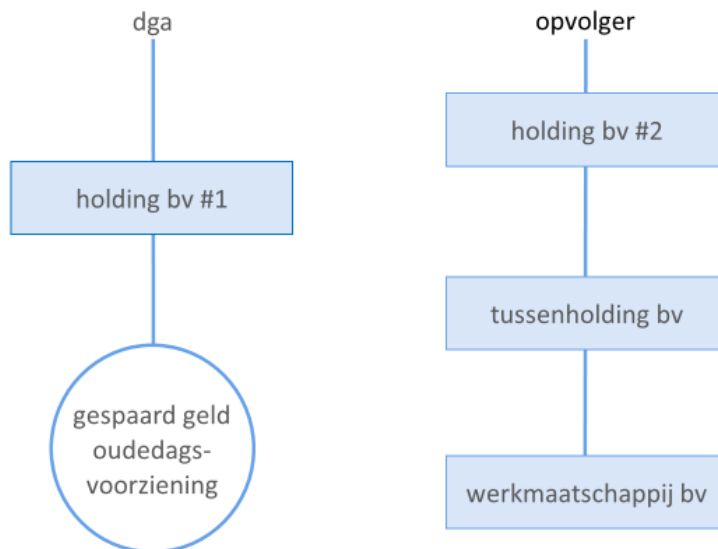 dga
holding bv #1
gespaard geld
oudedags-
voorziening
opvolger
holding bv #2
tussenholding bv
werkmaatschappij bv